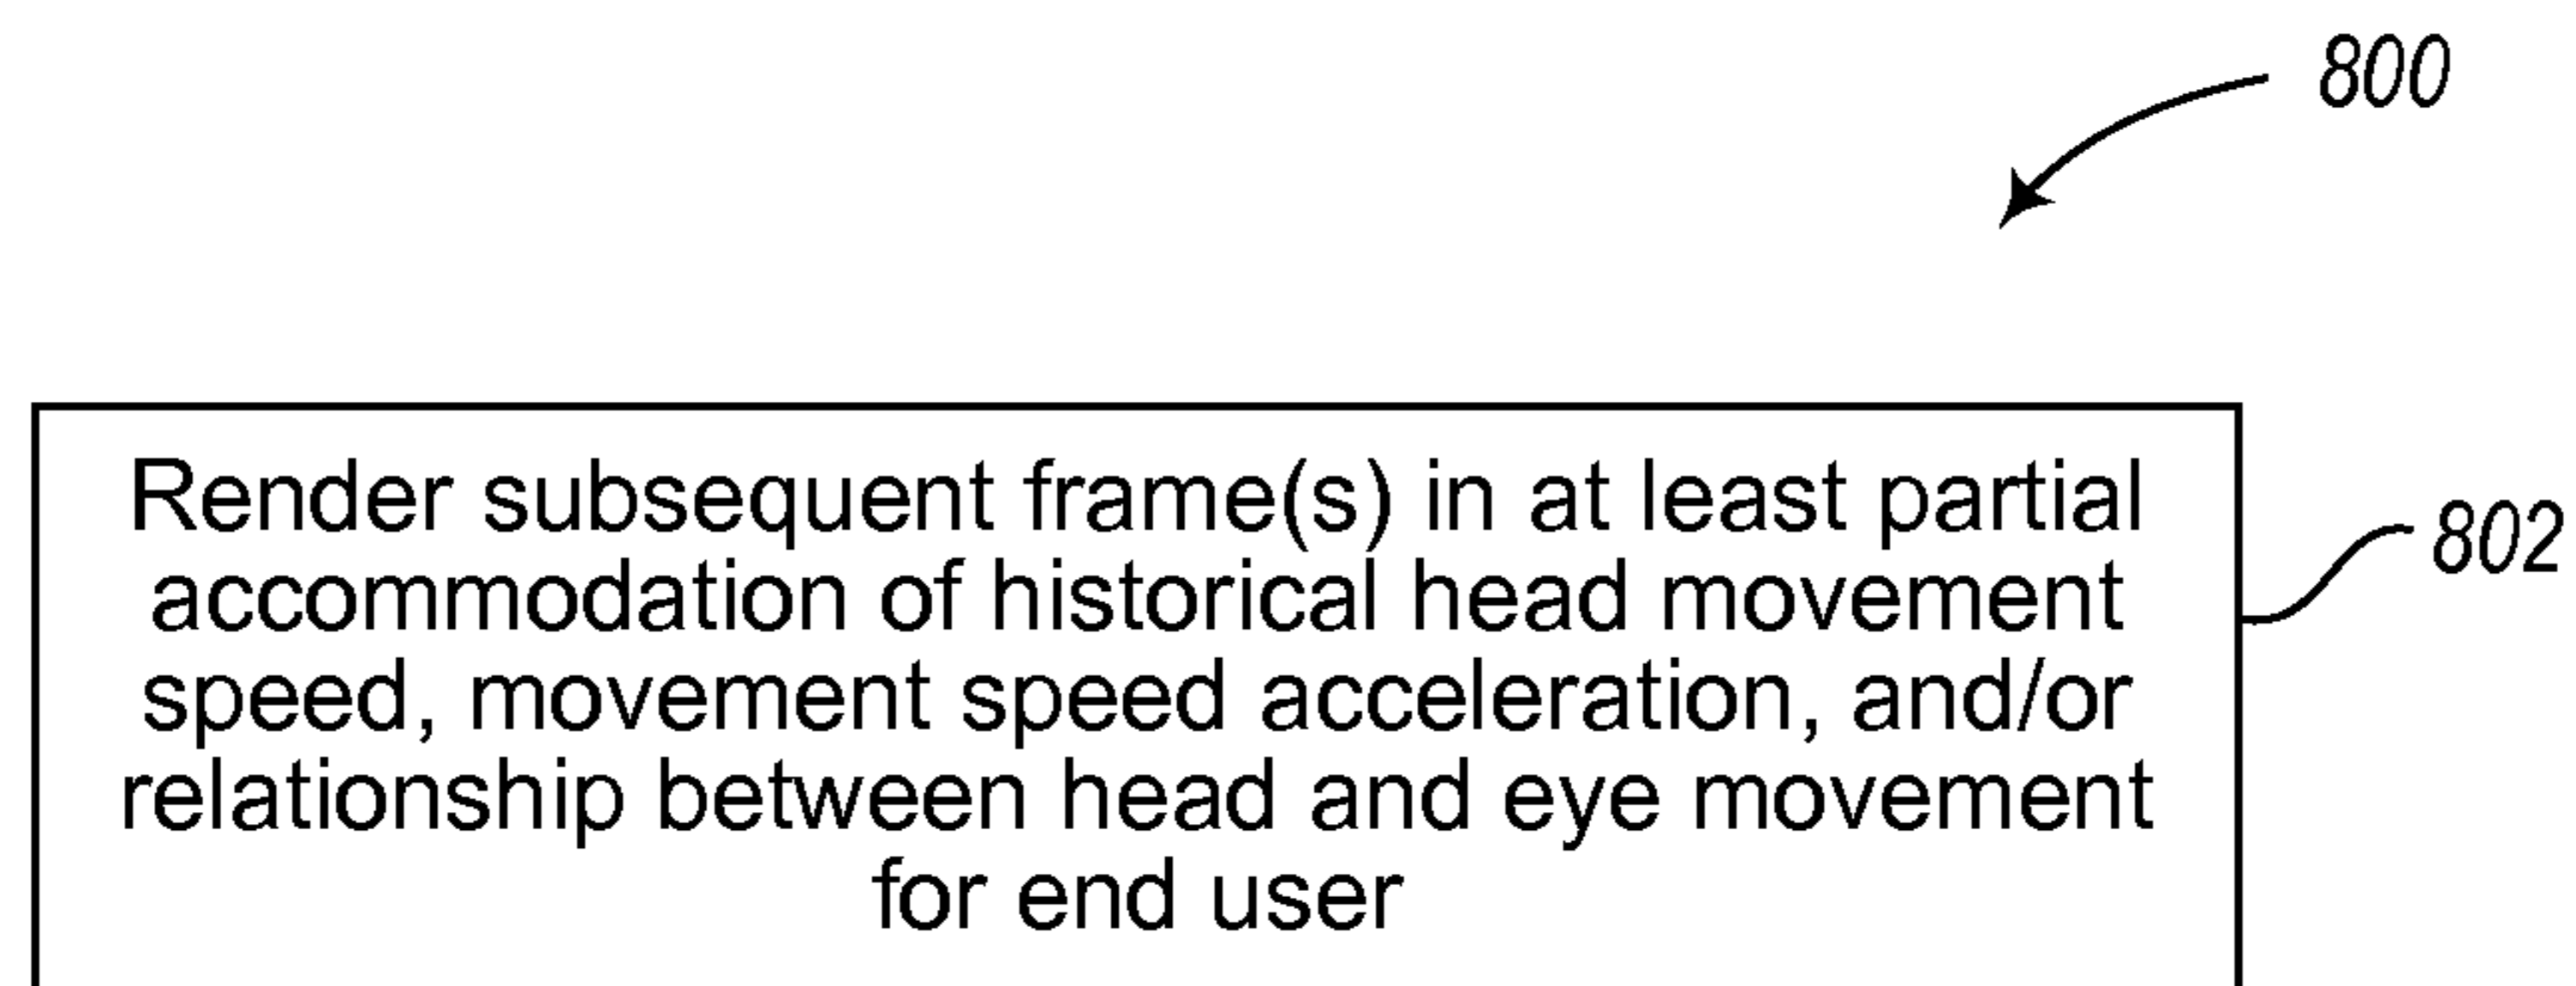 800
Render subsequent frame(s) in at least partial
accommodation of historical head movement
speed, movement speed acceleration, and/or
relationship between head and eye movement
for end user
802